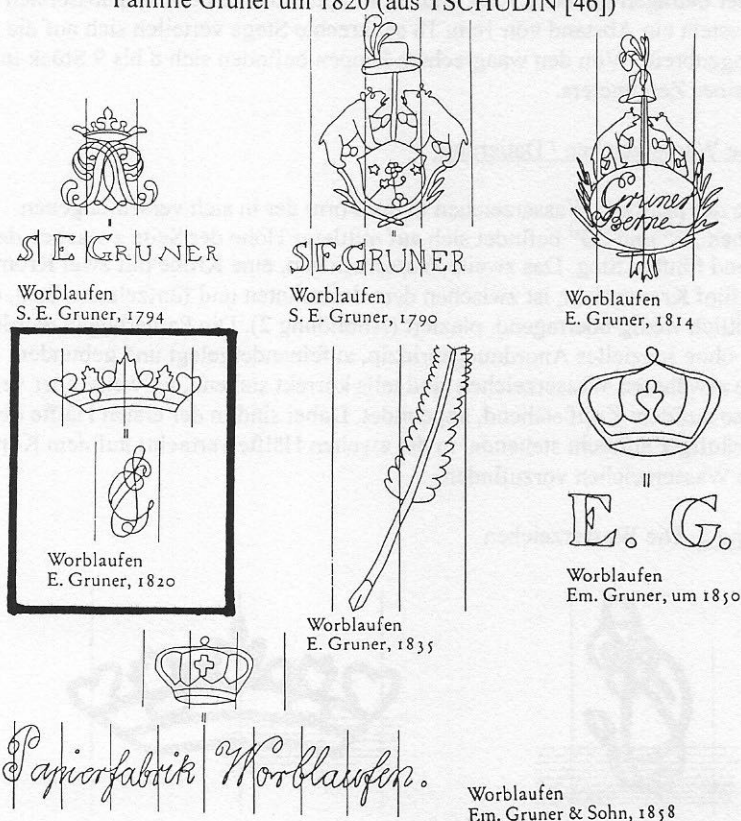 Familie Gruner um 1820 (aus TSCHUDIN [46])
S I E GRUNER
Worblaufen
S. E. Gruner, 1794
S I E GRUNER
Worblaufen
S. E. Gruner, 1790
Gruner
Berne
Worblaufen
E. Gruner, 1814
Worblaufen
E. Gruner, 1820
Worblaufen
E. Gruner, 1835
E. G.
Worblaufen
Em. Gruner, um 1850
Papierfabrik Worblaufen.
Worblaufen
Em. Gruner & Sohn, 1858